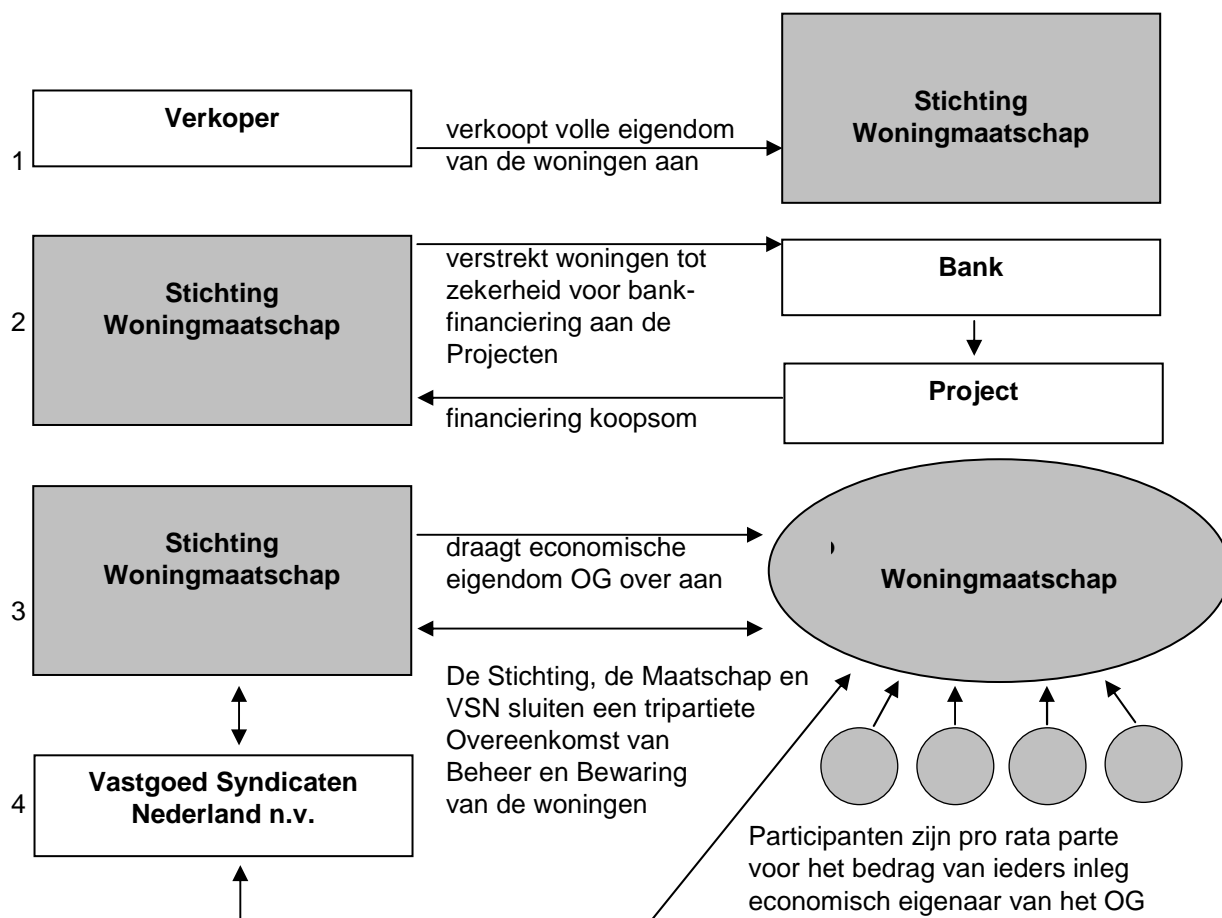 1
Verkoper
verkoopt volle eigendom
van de woningen aan
Stichting
Woningmaatschap
2
Stichting
Woningmaatschap
verstrekt woningen tot
zekerheid voor bank-
financiering aan de
Projecten
financiering koopsom
Bank
Project
3
Stichting
Woningmaatschap
draagt economische
eigendom OG over aan
Woningmaatschap
De Stichting, de Maatschap en
VSN sluiten een tripartiete
Overeenkomst van
Beheer en Bewaring
van de woningen
4
Vastgoed Syndicaten
Nederland n.v.
Participanten zijn pro rata parte
voor het bedrag van ieders inleg
economisch eigenaar van het OG